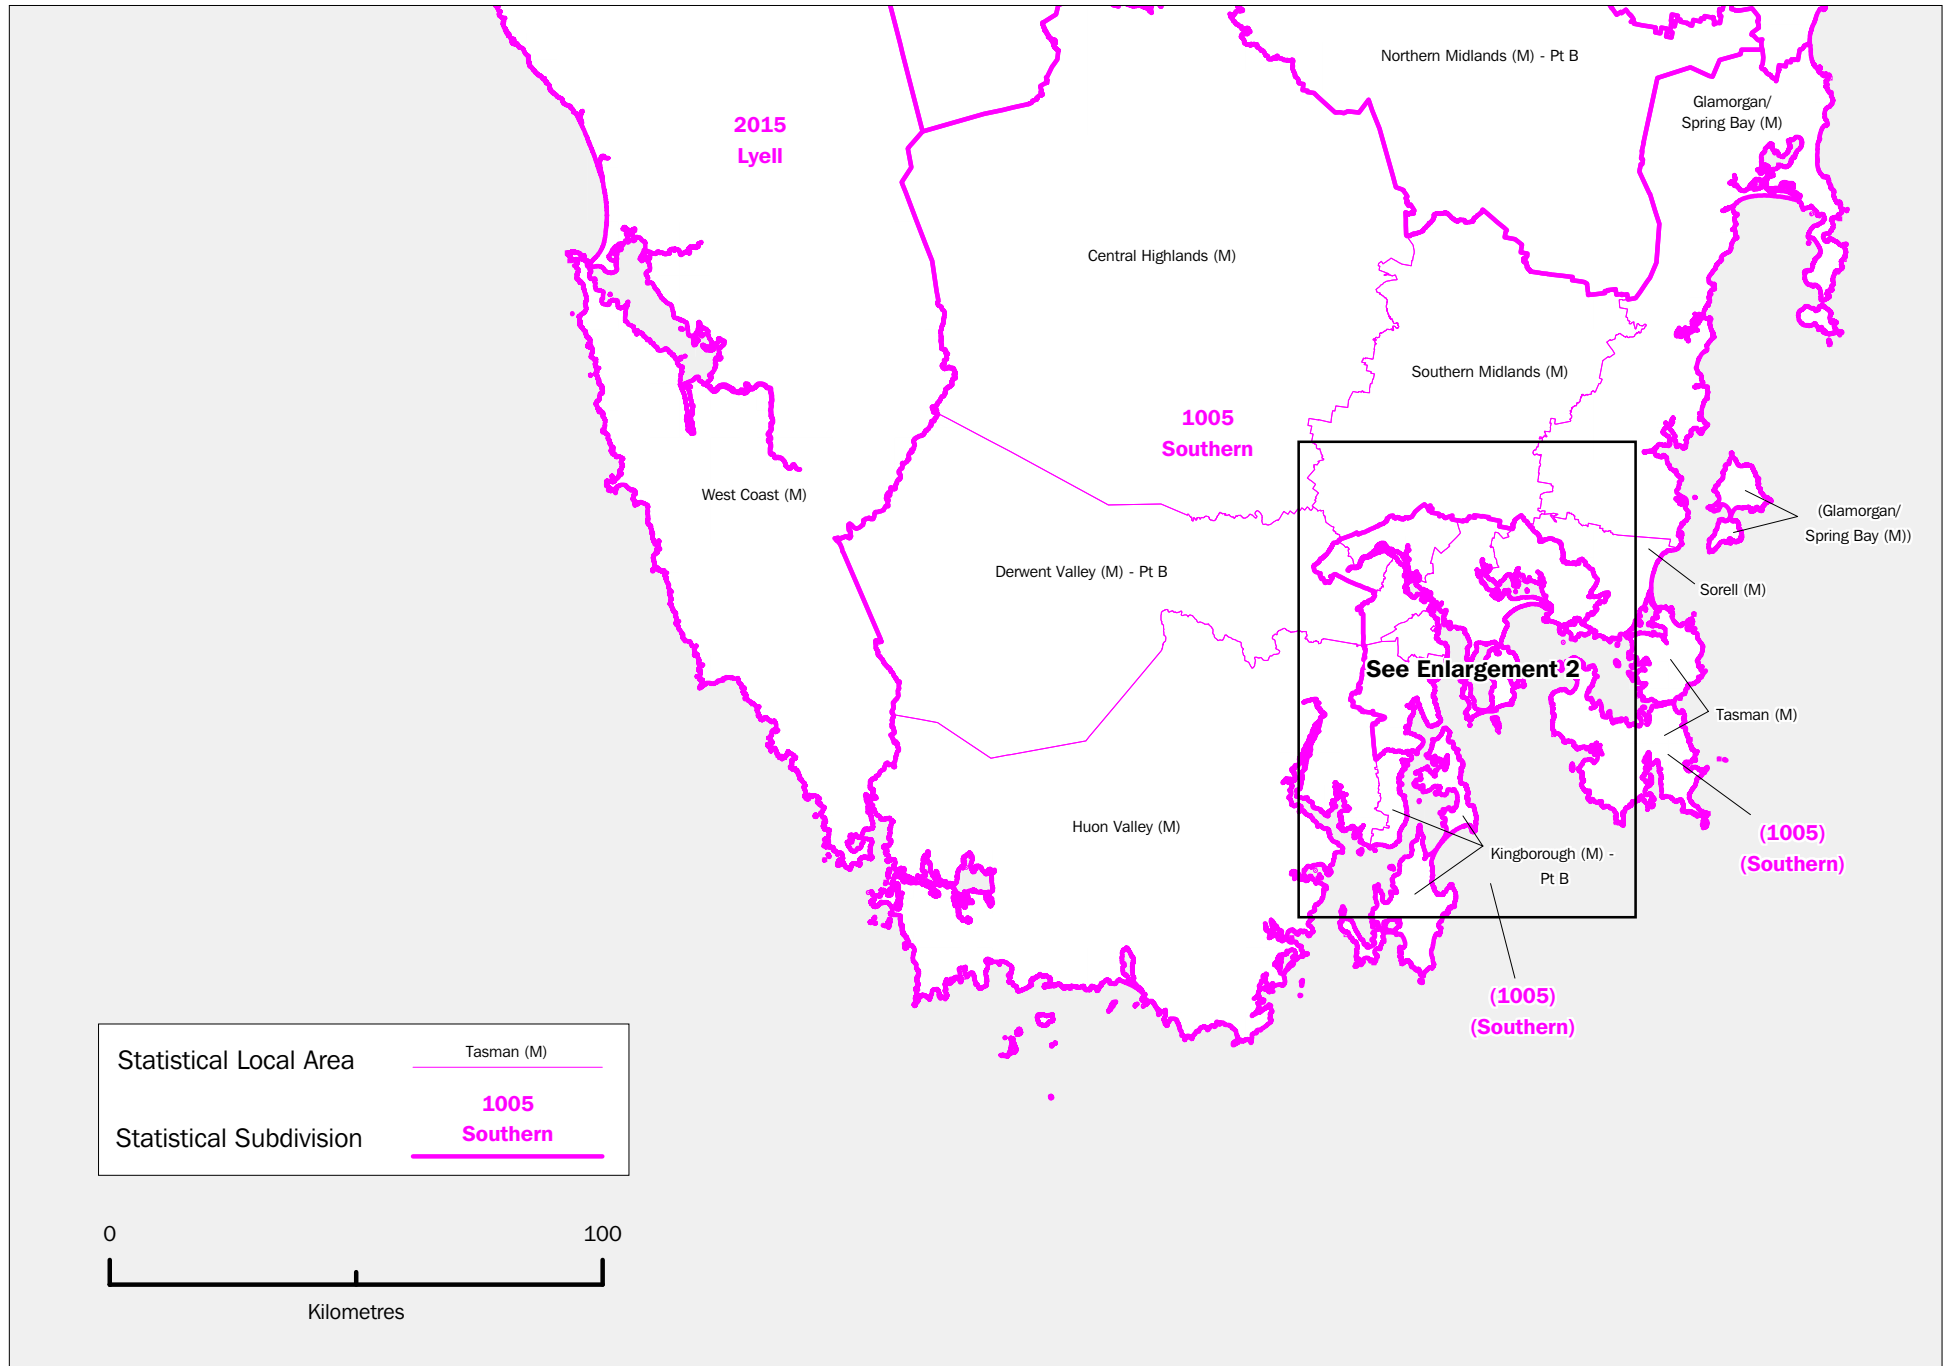 Northern Midlands (M) - Pt B
Glamorgan/
Spring Bay (M)
2015
Lyell
Central Highlands (M)
Southern Midlands (M)
1005
Southern
West Coast (M)
(Glamorgan/
Spring Bay (M))
Derwent Valley (M) - Pt B
Sorell (M)
See Enlargement 2
Tasman (M)
Huon Valley (M)
(1005)
(Southern)
Kingborough (M) -
Pt B
(1005)
(Southern)
Statistical Local Area
Tasman (M)
1005
Southern
Statistical Subdivision
0 100
Kilometres